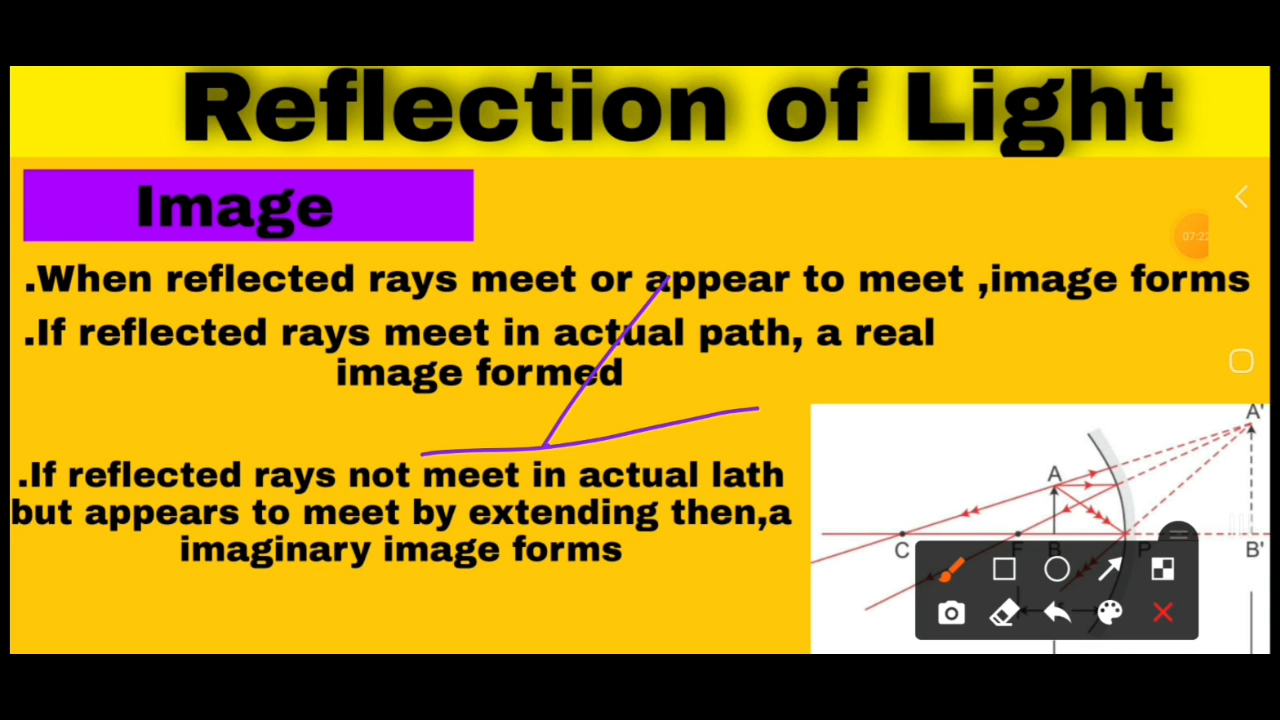 Reflection of Light
Image
.When reflected rays meet or appear to meet ,image forms
.If reflected rays meet in actual path, a real
image formed
.If reflected rays not meet in actual lath
but appears to meet by extending then,a
imaginary image forms
07:22
A'
A
C
F
B
P
B'